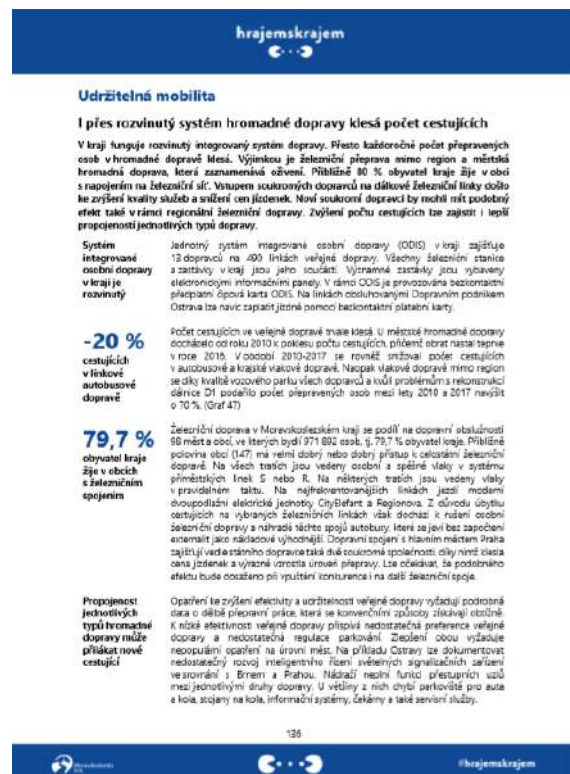 hrajemskrajem
Udržitelná mobilita
I přes rozvinutý systém hromadné dopravy klesá počet cestujících
V kraji funguje rozvinutý integrovaný systém dopravy. Přesto každoročně počet přepravených
osob v hromadné dopravě klesá. Výjimkou je železniční přeprava mimo region a městská
hromadná doprava, která zaznamenává oživení. Přibližně 80 % obyvatel kraje žije v obci
s napojením na železniční síť. Vstupem soukromých dopravců na dálkové železniční linky došlo
ke zvýšení kvality služeb a snížení cen jízdenek. Noví soukromí dopravci by mohli mít podobný
efekt také v rámci regionální železniční dopravy. Zvýšení počtu cestujících lze zajistit i lepší
propojeností jednotlivých typů dopravy.
Systém
integrované
osobní dopravy
v kraji je
rozvinutý
Jednotný systém integrované osobní dopravy (ODIS) v kraji zajišťuje
13 dopravců na 490 linkách veřejné dopravy. Všechny železniční stanice
a zastávky v kraji jsou jeho součástí. Významné zastávky jsou vybaveny
elektronickými informačními panely. V rámci ODIS je provozována bezkontaktní
předplatní čipová karta ODIS. Na linkách obsluhovaných Dopravním podnikem
Ostrava lze navíc zaplatit jízdné pomocí bezkontaktní platební karty.
-20 %
cestujících
v linkové
autobusové
dopravě
Počet cestujících ve veřejné dopravě trvale klesá. U městské hromadné dopravy
docházelo od roku 2010 k poklesu počtu cestujících, přičemž obrat nastal teprve
v roce 2016. V období 2010-2017 se rovněž snižoval počet cestujících
v autobusové a krajské vlakové dopravě. Naopak vlakové dopravě mimo region
se díky kvalitě vozového parku všech dopravců a kvůli problémům s rekonstrukcí
dálnice D1 podařilo počet přepravených osob mezi lety 2010 a 2017 navýšit
o 70 %. (Graf 47)
79,7 %
obyvatel kraje
žije v obcích
s železničním
spojením
Železniční doprava v Moravskoslezském kraji se podílí na dopravní obslužnosti
98 měst a obcí, ve kterých bydlí 971 892 osob, tj. 79,7 % obyvatel kraje. Přibližně
polovina obcí (147) má velmi dobrý nebo dobrý přístup k celostátní železniční
dopravě. Na všech tratích jsou vedeny osobní a spěšné vlaky v systému
příměstských linek S nebo R. Na některých tratích jsou vedeny vlaky
v pravidelném taktu. Na nejfrekventovanějších linkách jezdí moderní
dvoupodlažní elektrické jednotky CityElefant a Regionova. Z důvodu úbytku
cestujících na vybraných železničních linkách však dochází k rušení osobní
železniční dopravy a náhradě těchto spojů autobusy, které se jeví bez započtení
externalit jako nákladově výhodnější. Dopravní spojení s hlavním městem Praha
zajišťují vedle státního dopravce také dvě soukromé společnosti, díky nimž klesla
cena jízdenek a výrazně vzrostla úroveň přepravy. Lze očekávat, že podobného
efektu bude dosaženo při vpuštění konkurence i na další železniční spoje.
Propojenost
jednotlivých
typů hromadné
dopravy může
přilákat nové
cestující
Opatření ke zvýšení efektivity a udržitelnosti veřejné dopravy vyžadují podrobná
data o dělbě přepravní práce, která se konvenčními způsoby získávají obtížně.
K nízké efektivnosti veřejné dopravy přispívá nedostatečná preference veřejné
dopravy a nedostatečná regulace parkování. Zlepšení obou vyžaduje
nepopulární opatření na úrovni měst. Na příkladu Ostravy lze dokumentovat
nedostatečný rozvoj inteligentního řízení světelných signalizačních zařízení
ve srovnání s Brnem a Prahou. Nádraží neplní funkci přestupních uzlů
mezi jednotlivými druhy dopravy. U většiny z nich chybí parkoviště pro auta
a kola, stojany na kola, informační systémy, čekárny a také servisní služby.
136
#hrajemskrajem